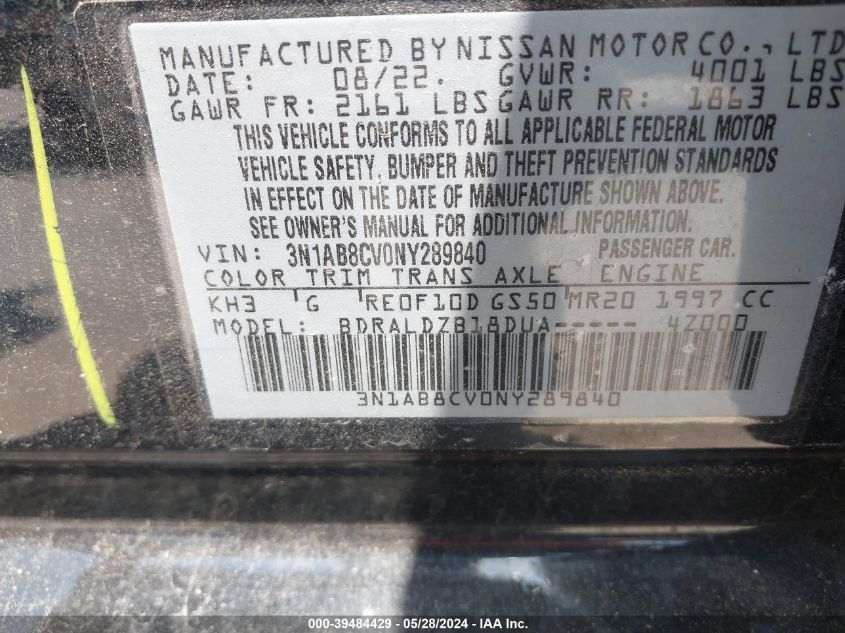 MANUFACTURED BY NISSAN MOTOR CO., LTD
DATE: 08/22. GVWR: 4001 LBS
GAWR FR: 2161 LBS GAWR RR: 1863 LBS
THIS VEHICLE CONFORMS TO ALL APPLICABLE FEDERAL MOTOR
VEHICLE SAFETY, BUMPER AND THEFT PREVENTION STANDARDS
IN EFFECT ON THE DATE OF MANUFACTURE SHOWN ABOVE.
SEE OWNER'S MANUAL FOR ADDITIONAL INFORMATION.
VIN: 3N1AB8CV0NY289840 PASSENGER CAR.
COLOR TRIM TRANS AXLE ENGINE
KH3 G RE0F10D GS50 MR20 1997 CC
MODEL: BDRALDZB18DUA----- 4Z000
3N1AB8CV0NY289840
000-39484429 - 05/28/2024 - IAA Inc.